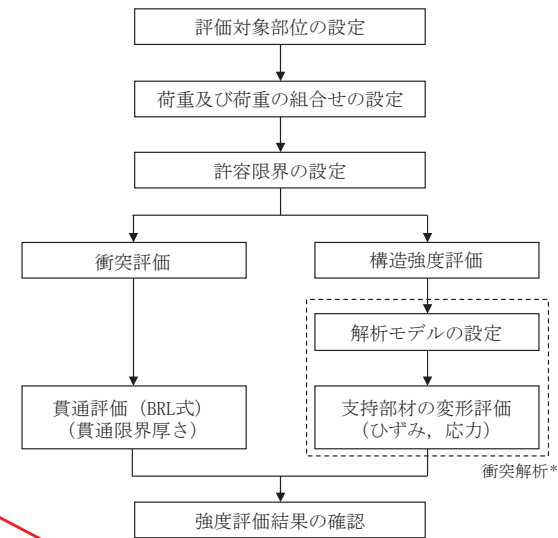 評価対象部位の設定
荷重及び荷重の組合せの設定
許容限界の設定
衝突評価
構造強度評価
解析モデルの設定
貫通評価（BRL式）
（貫通限界厚さ）
支持部材の変形評価
（ひずみ，応力）
衝突解析*
強度評価結果の確認